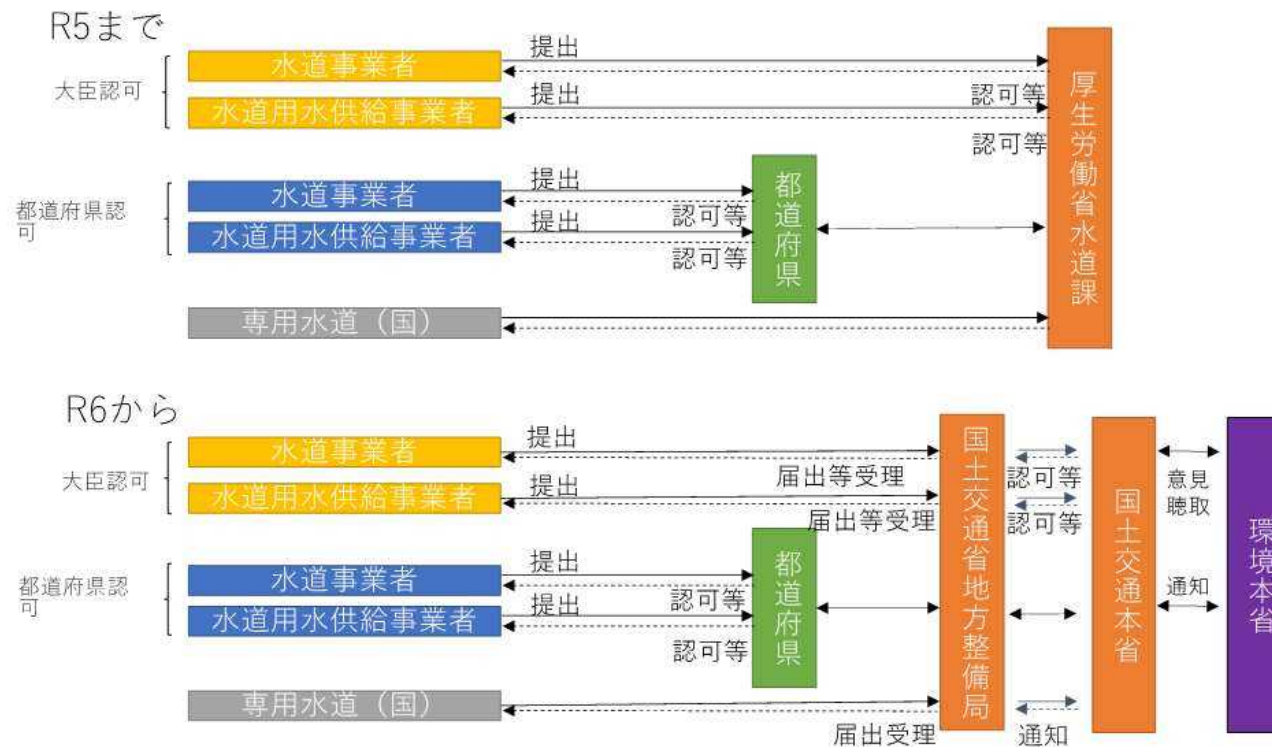 R5まで
大臣認可
水道事業者
提出
水道用水供給事業者
提出
認可等
認可等
都道府県認
可
水道事業者
提出
認可等
水道用水供給事業者
提出
認可等
都道府県
専用水道（国）
厚生労働省水道課
R6から
大臣認可
水道事業者
提出
届出等受理
認可等
水道用水供給事業者
提出
届出等受理
認可等
都道府県認
可
水道事業者
提出
認可等
水道用水供給事業者
提出
認可等
都道府県
専用水道（国）
届出受理
通知
国土交通省地方整備局
国土交通本省
意見
聴取
通知
環境本省